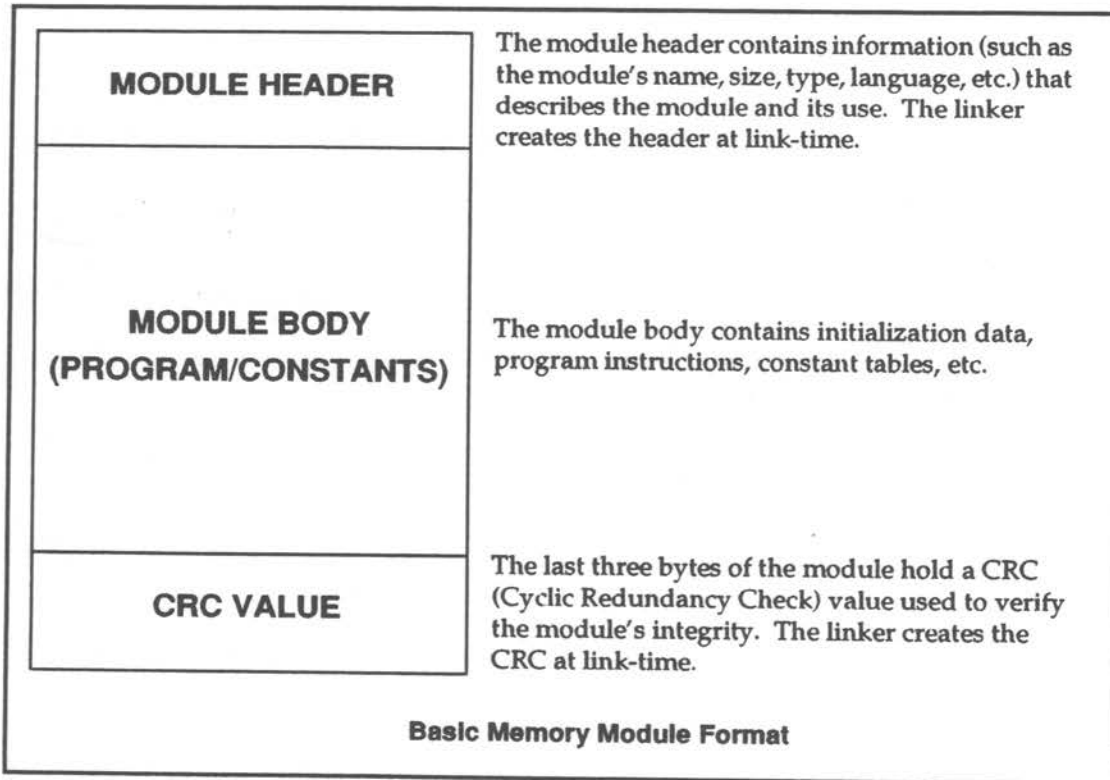 MODULE HEADER
The module header contains information (such as
the module's name, size, type, language, etc.) that
describes the module and its use. The linker
creates the header at link-time.
MODULE BODY
(PROGRAM/CONSTANTS)
The module body contains initialization data,
program instructions, constant tables, etc.
CRC VALUE
The last three bytes of the module hold a CRC
(Cyclic Redundancy Check) value used to verify
the module's integrity. The linker creates the
CRC at link-time.
Basic Memory Module Format